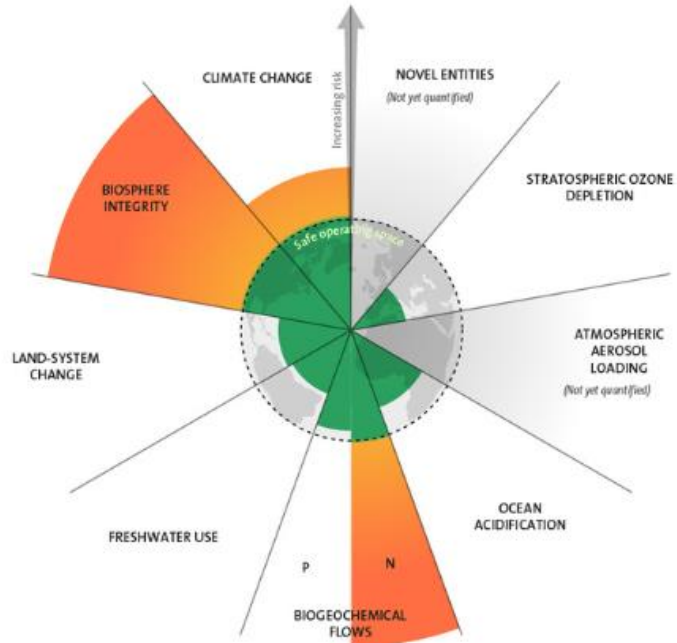 CLIMATE CHANGE
Increasing risk
NOVEL ENTITIES
(Not yet quantified)
STRATOSPHERIC OZONE
DEPLETION
BIOSPHERE
INTEGRITY
Safe operating space
LAND-SYSTEM
CHANGE
ATMOSPHERIC
AEROSOL
LOADING
(Not yet quantified)
FRESHWATER USE
OCEAN
ACIDIFICATION
P
N
BIOGEOCHEMICAL
FLOWS